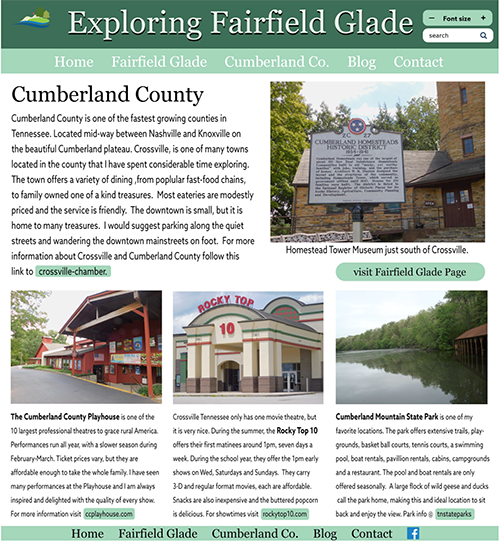 Exploring Fairfield Glade
– Font size +
search
Home Fairfield Glade Cumberland Co. Blog Contact
Cumberland County
Cumberland County is one of the fastest growing counties in
Tennessee. Located mid-way between Nashville and Knoxville on
the beautiful Cumberland plateau. Crossville, is one of many towns
located in the county that I have spent considerable time exploring.
The town offers a variety of dining ,from poplular fast-food chains,
to family owned one of a kind treasures. Most eateries are modestly
priced and the service is friendly. The downtown is small, but it is
home to many treasures. I would suggest parking along the quiet
streets and wandering the downtown mainstreets on foot. For more
information about Crossville and Cumberland County follow this
link to crossville-chamber.
2C 27
CUMBERLAND HOMESTEADS
HISTORIC DISTRICT
1934-1941
Homestead Tower Museum just south of Crossville.
visit Fairfield Glade Page
ROCKY TOP
10
The Cumberland County Playhouse is one of the
10 largest professional theatres to grace rural America.
Performances run all year, with a slower season during
February-March. Ticket prices vary, but they are
affordable enough to take the whole family. I have seen
many performances at the Playhouse and I am always
inspired and delighted with the quality of every show.
For more information visit ccplayhouse.com
Crossville Tennessee only has one movie theatre, but
it is very nice. During the summer, the Rocky Top 10
offers their first matinees around 1pm, seven days a
week. During the school year, they offer the 1pm early
shows on Wed, Saturdays and Sundays. They carry
3-D and regular format movies, each are affordable.
Snacks are also inexpensive and the buttered popcorn
is delicious. For showtimes visit rockytop10.com
Cumberland Mountain State Park is one of my
favorite locations. The park offers extensive trails, play-
grounds, basket ball courts, tennis courts, a swimming
pool, boat rentals, pavillion rentals, cabins, campgrounds
and a restaurant. The pool and boat rentals are only
offered seasonally. A large flock of wild geese and ducks
call the park home, making this and ideal location to sit
back and enjoy the view. Park info @ tnstateparks
Home Fairfield Glade Cumberland Co. Blog Contact f